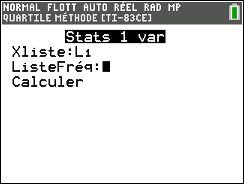 NORMAL FLOTT AUTO RÉEL RAD MP
QUARTILE MÉTHODE [TI-83CE]
Stats 1 var
Xliste:L1
ListeFréq:
Calculer